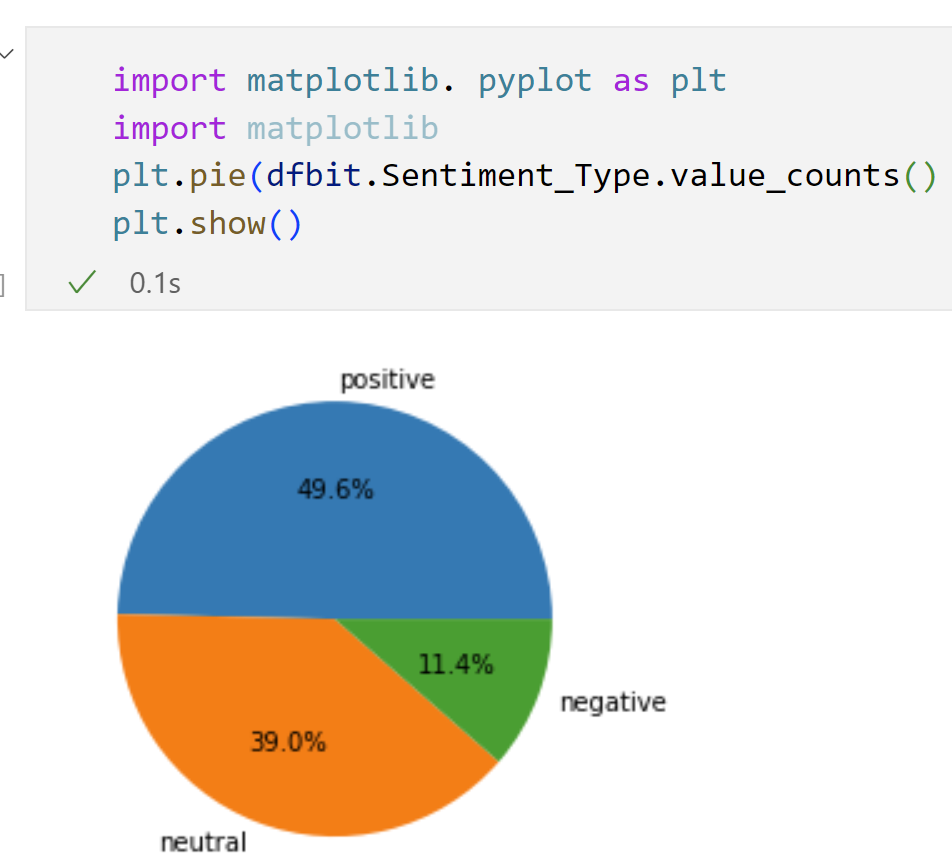 import matplotlib. pyplot as plt
import matplotlib
plt.pie(dfbit.Sentiment_Type.value_counts()
plt.show()
]
0.1s
positive
49.6%
11.4%
negative
39.0%
neutral